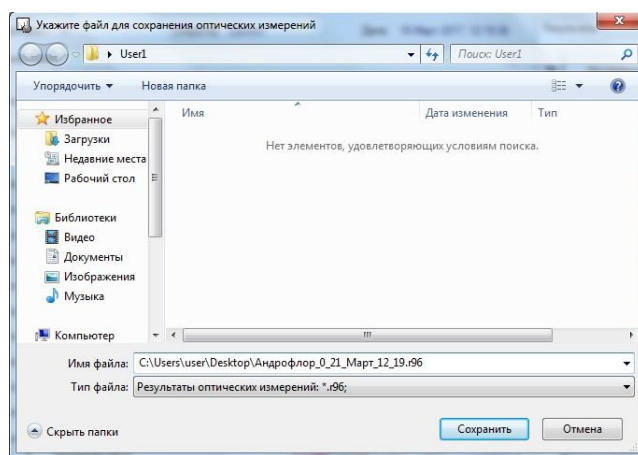 Укажите файл для сохранения оптических измерений
User1
Поиск: User1
Упорядочить
Новая папка
Имя
Дата изменения
Тип
Нет элементов, удовлетворяющих условиям поиска.
Избранное
Загрузки
Недавние места
Рабочий стол
Библиотеки
Видео
Документы
Изображения
Музыка
Компьютер
Имя файла: C:\Users\user\Desktop\Андрофлор_0_21_Март_12_19.r96
Тип файла: Результаты оптических измерений: *.r96;
Скрыть папки
Сохранить
Отмена